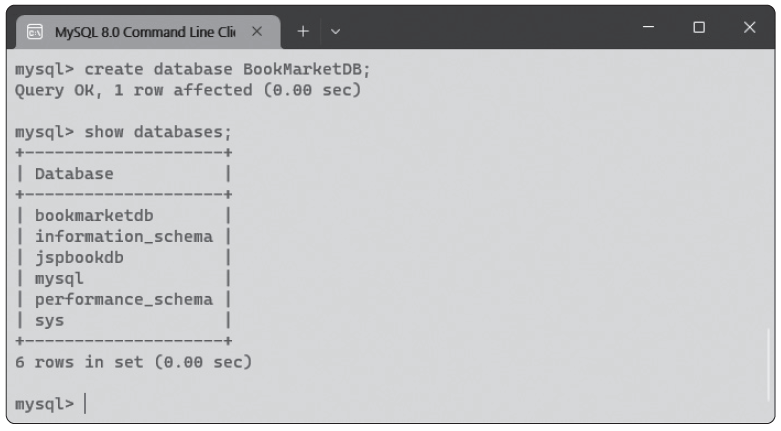 MySQL 8.0 Command Line Cli
mysql> create database BookMarketDB;
Query OK, 1 row affected (0.00 sec)
mysql> show databases;
+--------------------+
| Database           |
+--------------------+
| bookmarketdb       |
| information_schema |
| jspbookdb          |
| mysql              |
| performance_schema |
| sys                |
+--------------------+
6 rows in set (0.00 sec)
mysql>